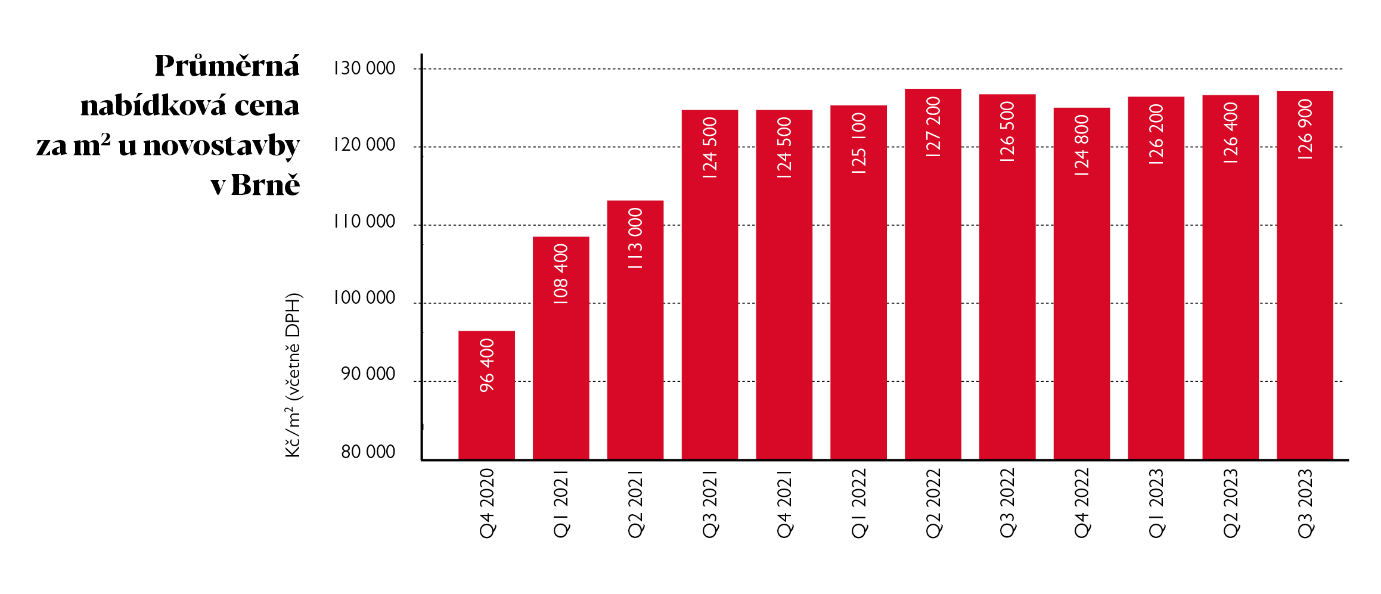 Průměrná
nabídková cena
za m² u novostavby
v Brně
Kč/m² (včetně DPH)
130 000
120 000
110 000
100 000
90 000
80 000
96 400
108 400
113 000
124 500
124 500
125 100
127 200
126 500
124 800
126 200
126 400
126 900
Q4 2020
Q1 2021
Q2 2021
Q3 2021
Q4 2021
Q1 2022
Q2 2022
Q3 2022
Q4 2022
Q1 2023
Q2 2023
Q3 2023